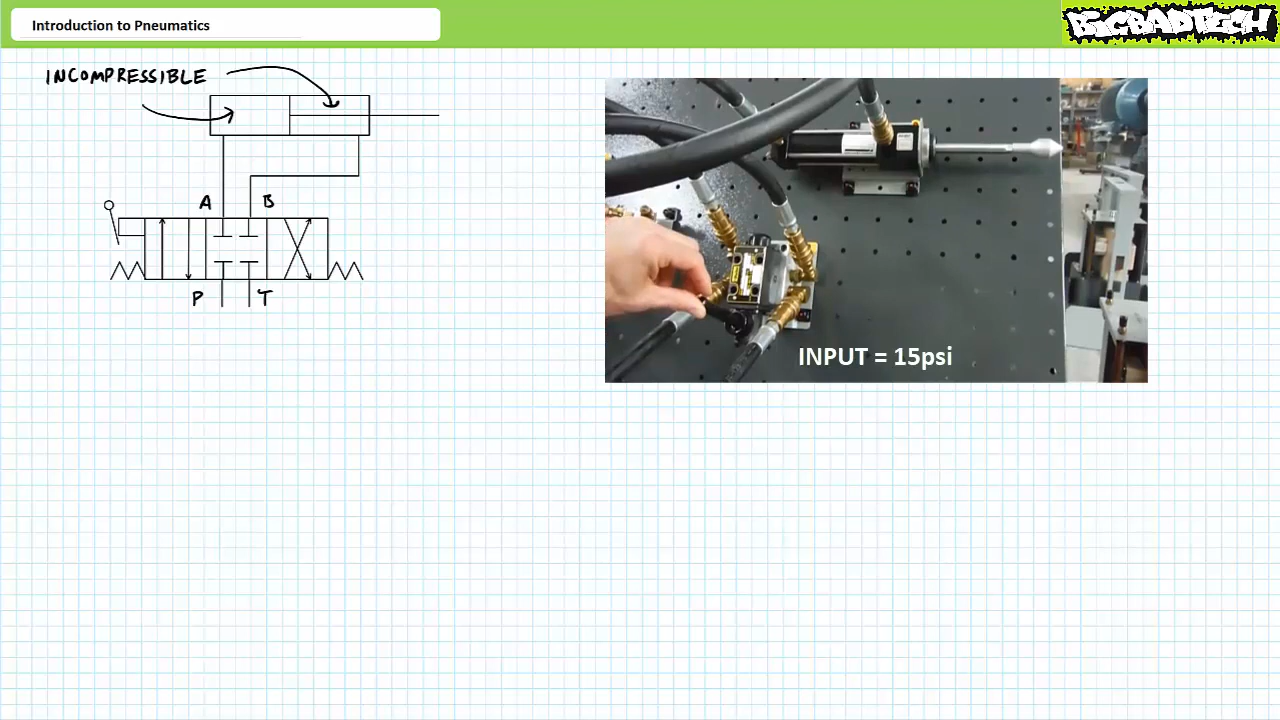 Introduction to Pneumatics
BIGBADTECH
INCOMPRESSIBLE
A B
P T
INPUT = 15psi